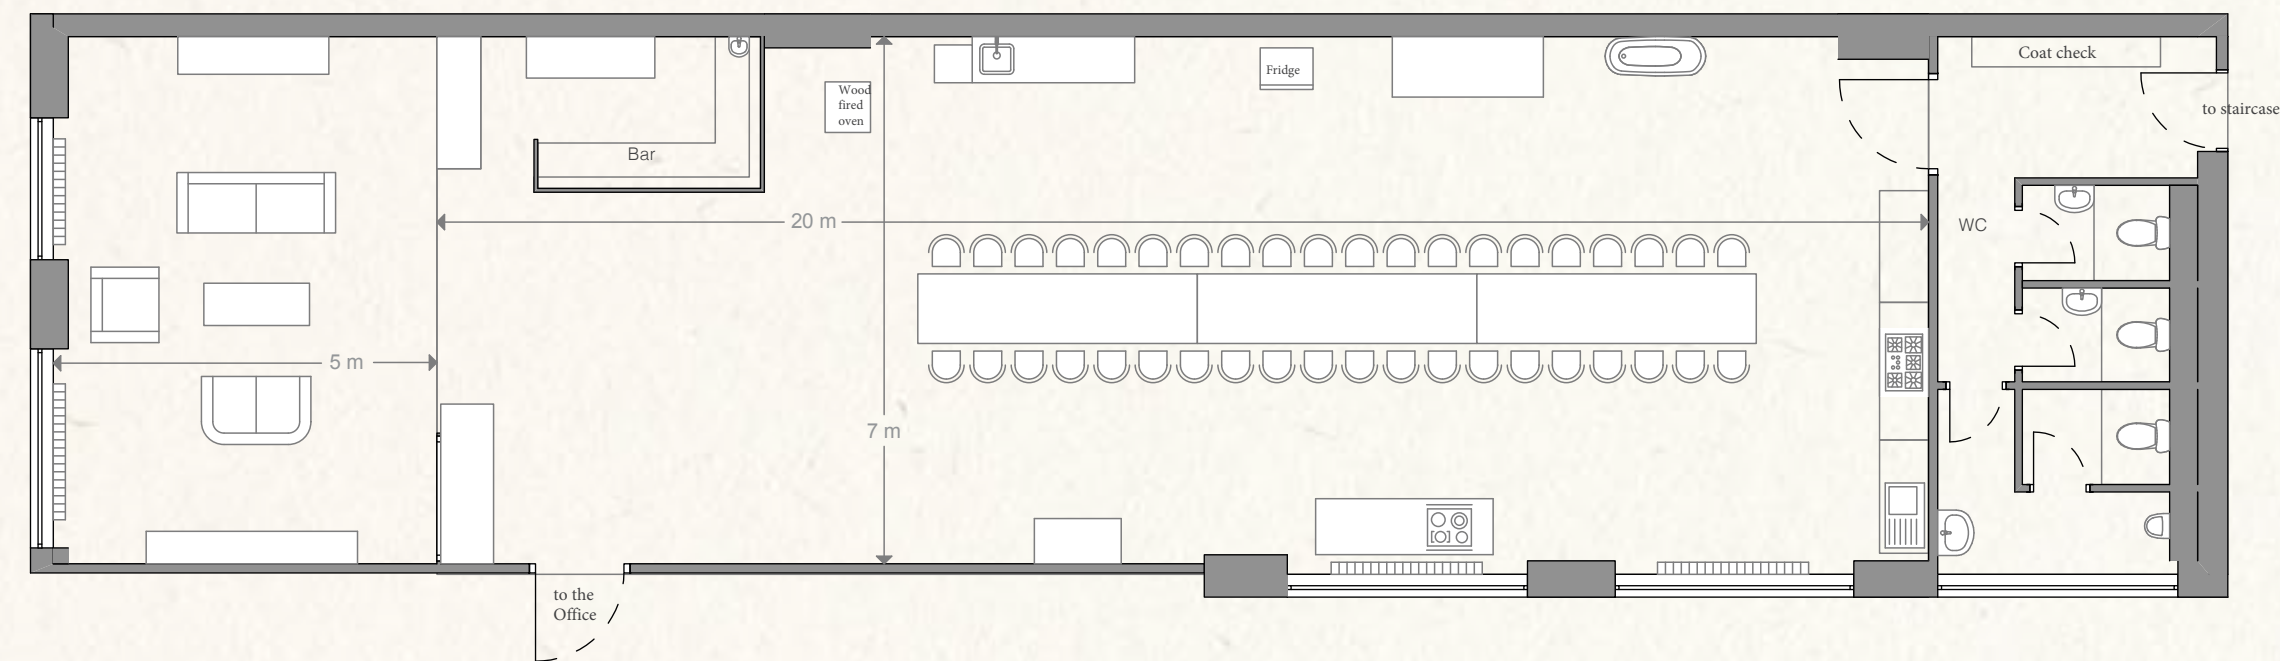 Coat check
Fridge
Wood
fired
oven
to staircase
Bar
20 m
WC
5 m
7 m
to the
Office